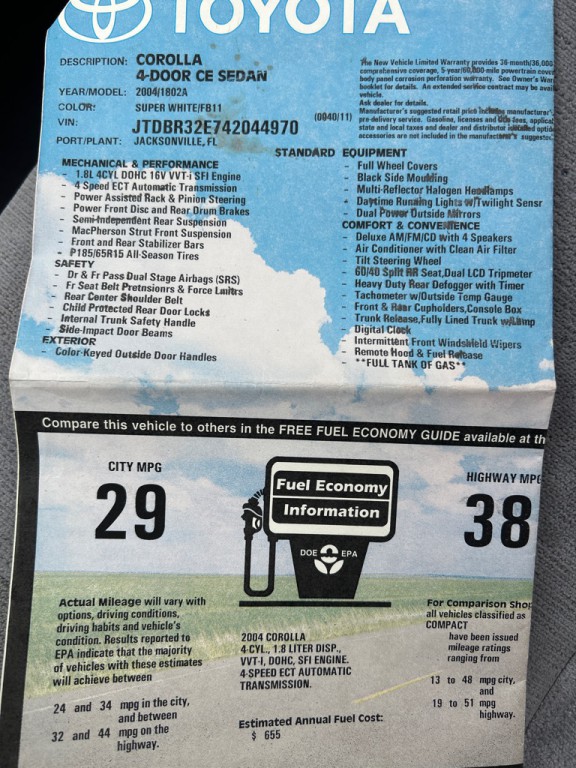 TOYOTA
DESCRIPTION: COROLLA
4-DOOR CE SEDAN
YEAR/MODEL: 2004/1802A
COLOR: SUPER WHITE/FB11
VIN: JTDBR32E742044970 (0040/11)
PORT/PLANT: JACKSONVILLE, FL
The New Vehicle Limited Warranty provides 36-month/36,000
comprehensive coverage, 5-year/60,000-mile powertrain
body panel corrosion perforation warranty. See Owner's
booklet for details. An extended service contract may be
vehicle.
Ask dealer for details.
Manufacturer's suggested retail price includes manufacturer's
pre-delivery service. Gasoline, licenses and title fees,
state and local taxes and dealer and distributor installed
accessories are not included in the manufacturer's
STANDARD EQUIPMENT
MECHANICAL & PERFORMANCE
- 1.8L 4CYL DOHC 16V VVT-i SFI Engine
- 4 Speed ECT Automatic Transmission
- Power Assisted Rack & Pinion Steering
- Power Front Disc and Rear Drum Brakes
- Semi-Independent Rear Suspension
- MacPherson Strut Front Suspension
- Front and Rear Stabilizer Bars
+ P185/65R15 All-Season Tires
SAFETY
- Dr & Fr Pass Dual Stage Airbags (SRS)
- Fr Seat Belt Pretnsionrs & Force Lmitrs
- Rear Center Shoulder Belt
- Child Protected Rear Door Locks
- Internal Trunk Safety Handle
- Side-Impact Door Beams
EXTERIOR
- Color-Keyed Outside Door Handles
- Full Wheel Covers
- Black Side Moulding
- Multi-Reflector Halogen Headlamps
+ Daytime Running Lights w/Twilight Sensr
- Dual Power Outside Mirrors
COMFORT & CONVENIENCE
- Deluxe AM/FM/CD with 4 Speakers
- Air Conditioner with Clean Air Filter
- Tilt Steering Wheel
- 60/40 Split RR Seat,Dual LCD Tripmeter
- Heavy Duty Rear Defogger with Timer
- Tachometer w/Outside Temp Gauge
- Front & Rear Cupholders,Console Box
- Trunk Release,Fully Lined Trunk w/Lamp
- Digital Clock
- Intermittent Front Windshield Wipers
- Remote Hood & Fuel Release
- **FULL TANK OF GAS**
Compare this vehicle to others in the FREE FUEL ECONOMY GUIDE available at th
CITY MPG
29
Fuel Economy
Information
DOE EPA
HIGHWAY MPG
38
Actual Mileage will vary with
options, driving conditions,
driving habits and vehicle's
condition. Results reported to
EPA indicate that the majority
of vehicles with these estimates
will achieve between
24 and 34 mpg in the city,
and between
32 and 44 mpg on the
highway.
2004 COROLLA
4-CYL., 1.8 LITER DISP.,
VVT-I, DOHC, SFI ENGINE.
4-SPEED ECT AUTOMATIC
TRANSMISSION.
Estimated Annual Fuel Cost:
$ 655
For Comparison Shop
all vehicles classified as
COMPACT
have been issued
mileage ratings
ranging from
13 to 48 mpg city,
and
19 to 51 mpg
highway.